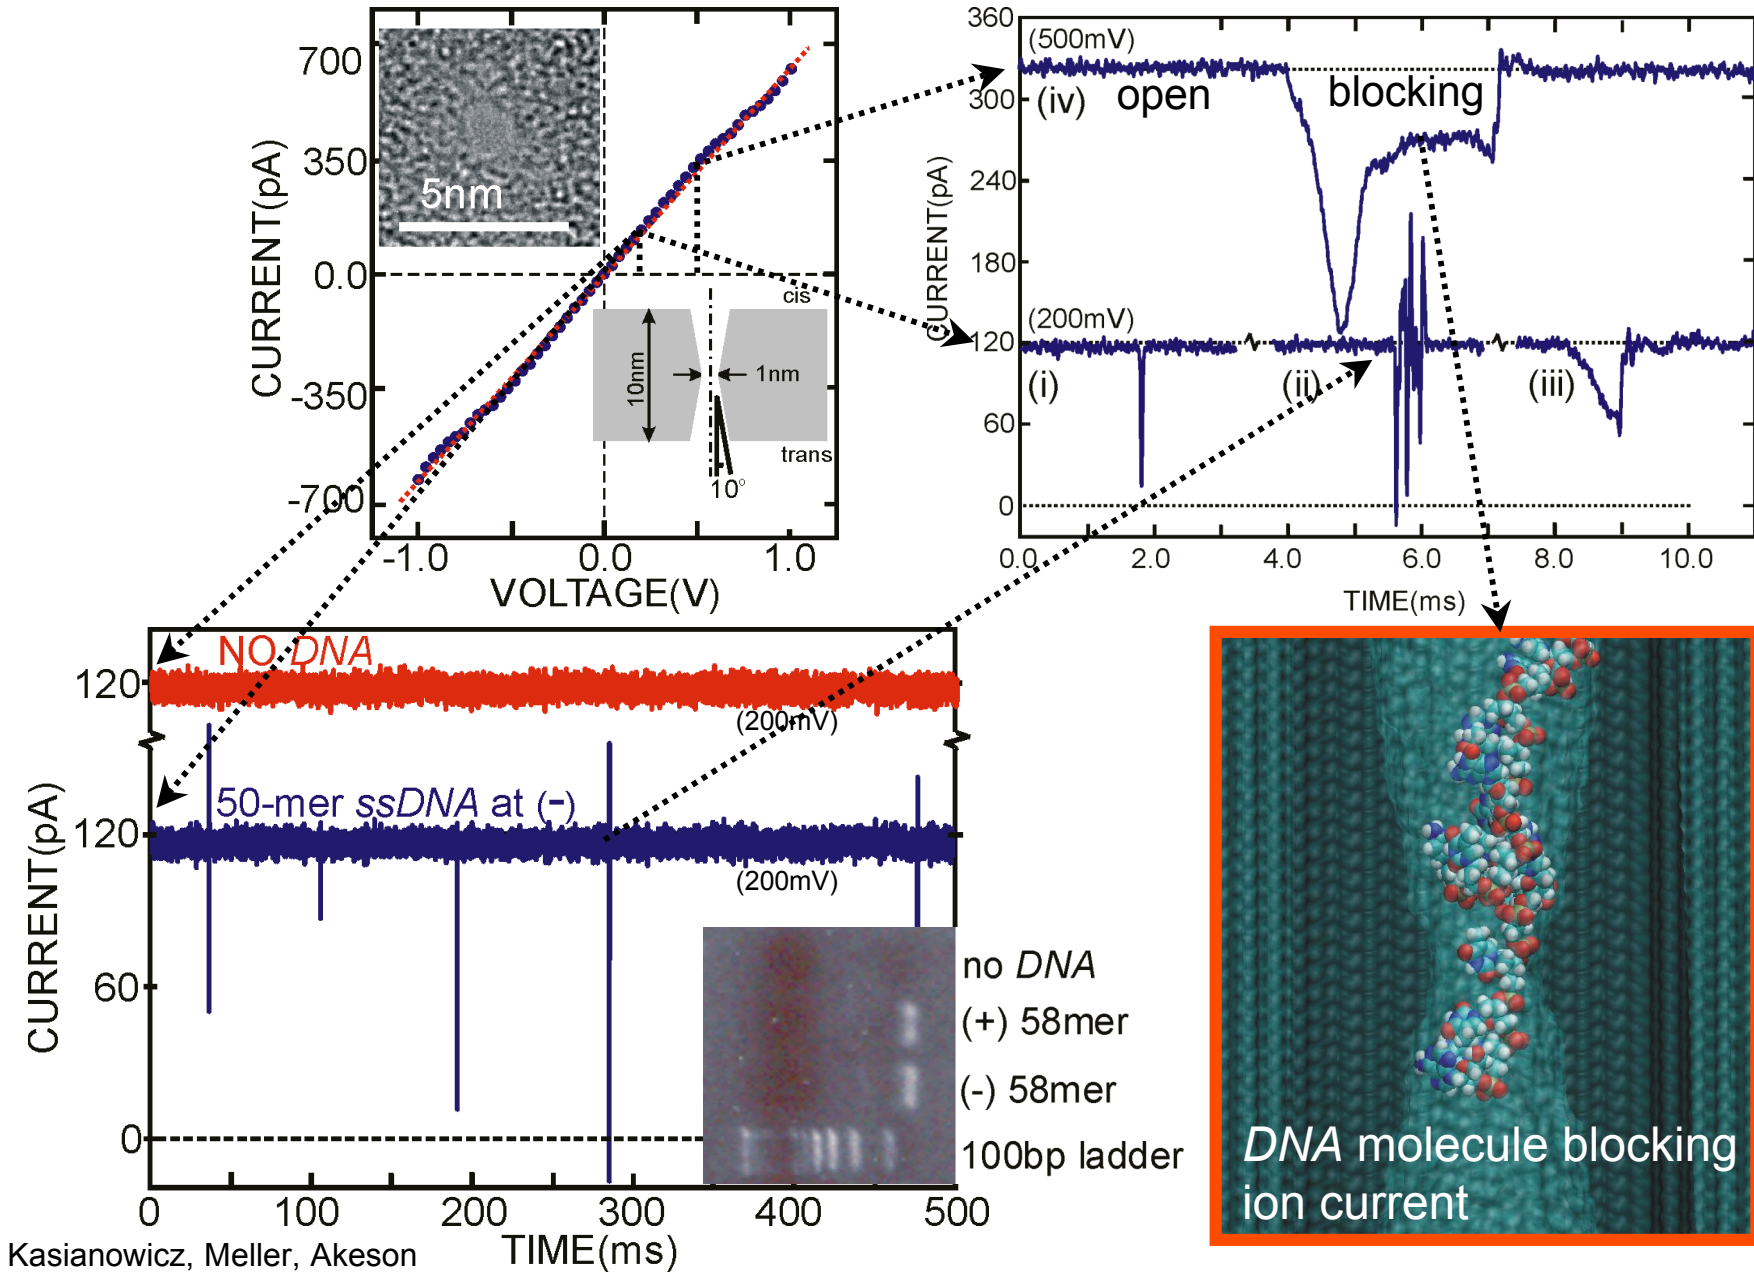 700
350
0.0
-350
-700
CURRENT(pA)
5nm
cis
10nm
1nm
trans
10°
-1.0
0.0
1.0
VOLTAGE(V)
360
300
240
180
120
60
0
CURRENT(pA)
(500mV)
(iv)
open
blocking
(200mV)
(i)
(ii)
(iii)
0.0
2.0
4.0
6.0
8.0
10.0
TIME(ms)
NO DNA
120
(200mV)
50-mer ssDNA at (-)
120
(200mV)
60
0
CURRENT(pA)
no DNA
(+) 58mer
(-) 58mer
100bp ladder
0
100
200
300
400
500
TIME(ms)
DNA molecule blocking
ion current
Kasianowicz, Meller, Akeson